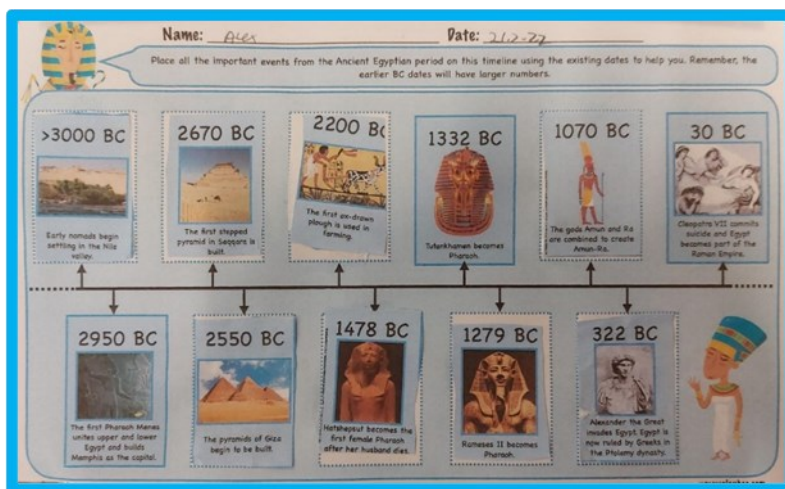 Name: Alex Date: 21.2-22
Place all the important events from the Ancient Egyptian period on this timeline using the existing dates to help you. Remember, the
earlier BC dates will have larger numbers.
>3000 BC
Early nomads begin
settling in the Nile
valley.
2670 BC
The first stepped
pyramid in Saqqara is
built.
2200 BC
The first ox-drawn
plough is used in
farming.
1332 BC
Tutankhamen becomes
Pharaoh.
1070 BC
The gods Amun and Ra
are combined to create
Amun-Ra.
30 BC
Cleopatra VII commits
suicide and Egypt
becomes part of the
Roman Empire.
2950 BC
The first Pharaoh Menes
unites upper and lower
Egypt and builds
Memphis as the capital.
2550 BC
The pyramids of Giza
begin to be built.
1478 BC
Hatshepsut becomes the
first female Pharaoh
after her husband dies.
1279 BC
Rameses II becomes
Pharaoh.
322 BC
Alexander the Great
invades Egypt. Egypt is
now ruled by Greeks in
the Ptolemy dynasty.